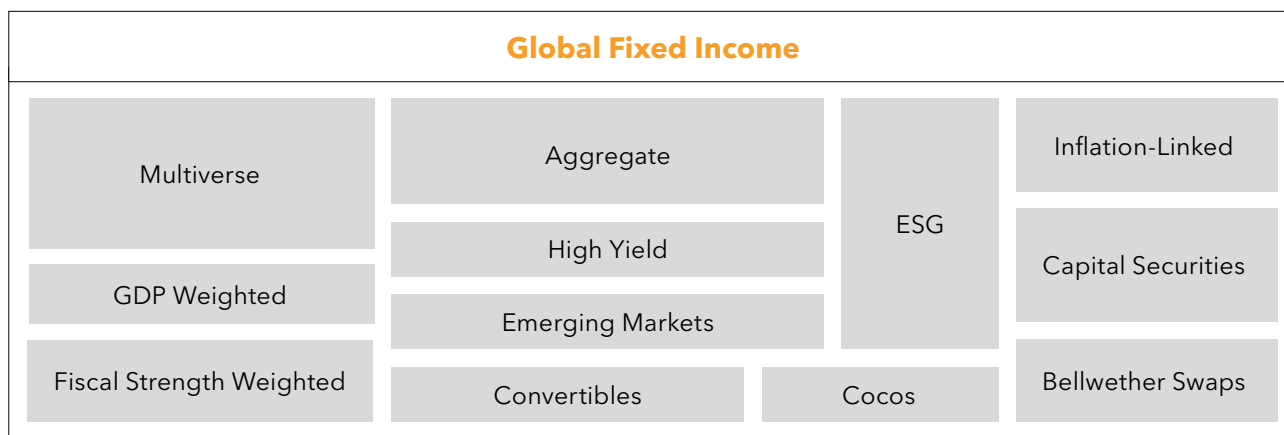 Global Fixed Income
Multiverse
GDP Weighted
Fiscal Strength Weighted
Aggregate
High Yield
Emerging Markets
Convertibles
Cocos
ESG
Inflation-Linked
Capital Securities
Bellwether Swaps